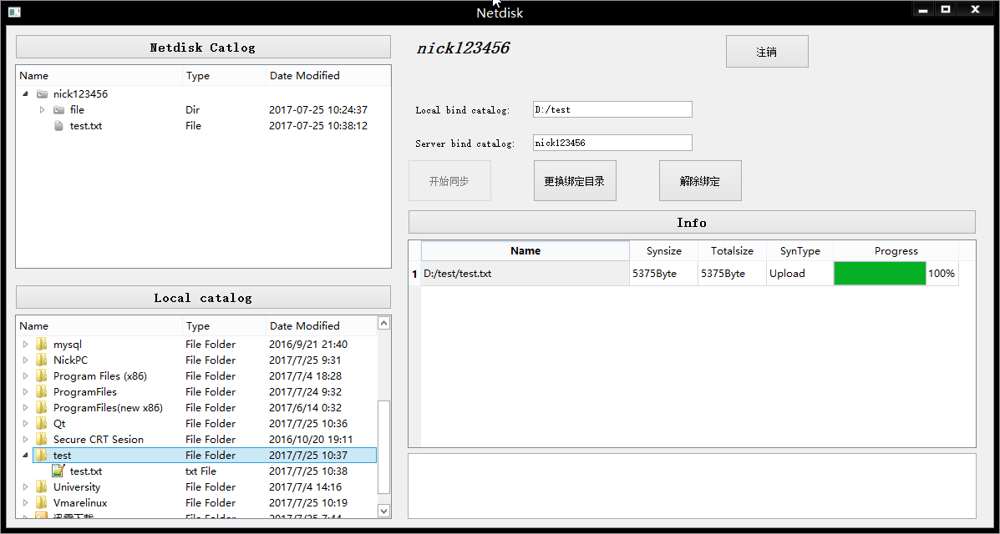 Netdisk
Netdisk Catlog
Name Type Date Modified
nick123456
file Dir 2017-07-25 10:24:37
test.txt File 2017-07-25 10:38:12
Local catalog
Name Type Date Modified
mysql File Folder 2016/9/21 21:40
NickPC File Folder 2017/7/25 9:31
Program Files (x86) File Folder 2017/7/4 18:28
ProgramFiles File Folder 2017/7/24 9:32
ProgramFiles(new x86) File Folder 2017/6/14 0:32
Qt File Folder 2017/7/25 10:36
Secure CRT Sesion File Folder 2016/10/20 19:11
test File Folder 2017/7/25 10:37
test.txt txt File 2017/7/25 10:38
University File Folder 2017/7/4 14:16
Vmarelinux File Folder 2017/7/25 10:19
迅雷下载 File Folder 2017/7/25 7:44
nick123456
注销
Local bind catalog: D:/test
Server bind catalog: nick123456
开始同步 更换绑定目录 解除绑定
Info
Name Synsize Totalsize SynType Progress
1 D:/test/test.txt 5375Byte 5375Byte Upload 100%